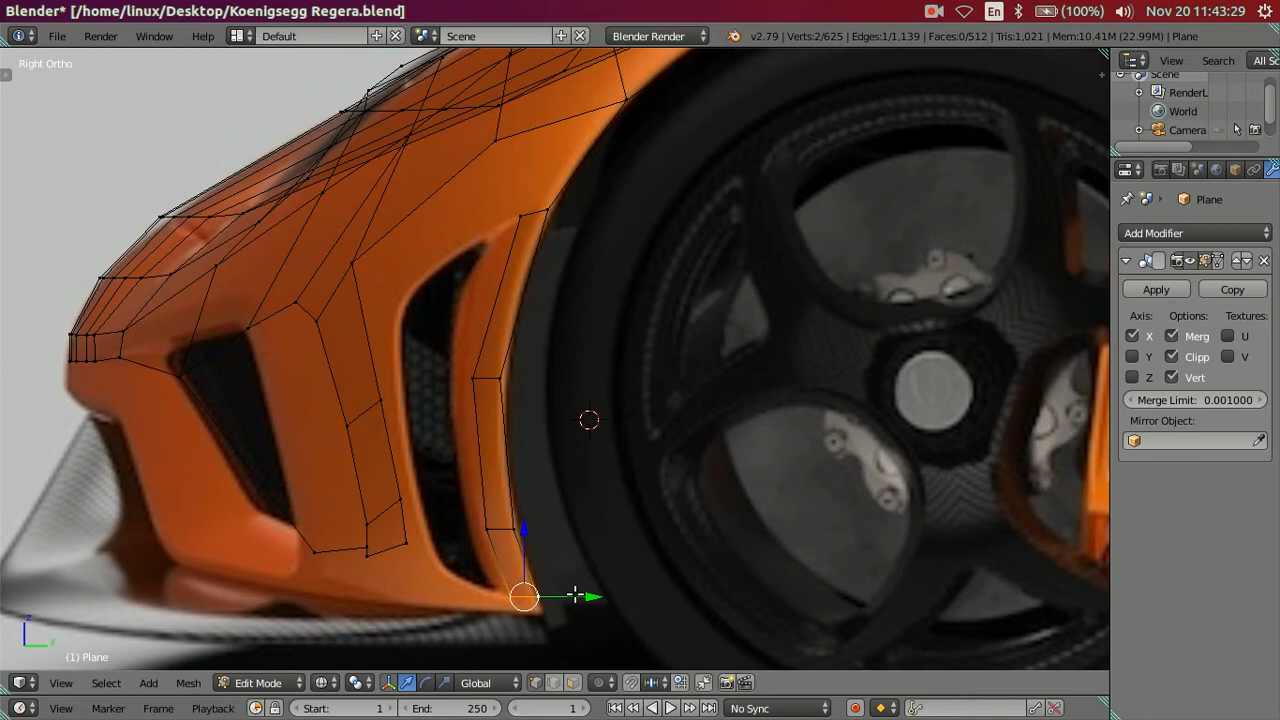 Blender* [/home/linux/Desktop/Koenigsegg Regera.blend]
En
(100%)
Nov 20 11:43:29
File
Render
Window
Help
Default
Scene
Blender Render
v2.79 | Verts:2/625 | Edges:1/1,139 | Faces:0/512 | Tris:1,021 | Mem:10.41M (22.99M) | Plane
Right Ortho
View
Search
All Sc
Scene
RenderL
World
Camera
Plane
Add Modifier
Apply
Copy
Axis:
Options:
Textures:
X
Merg
U
Y
Clipp
V
Z
Vert
Merge Limit: 0.001000
Mirror Object:
z
y
(1) Plane
View
Select
Add
Mesh
Edit Mode
Global
View
Marker
Frame
Playback
Start: 1
End: 250
1
No Sync